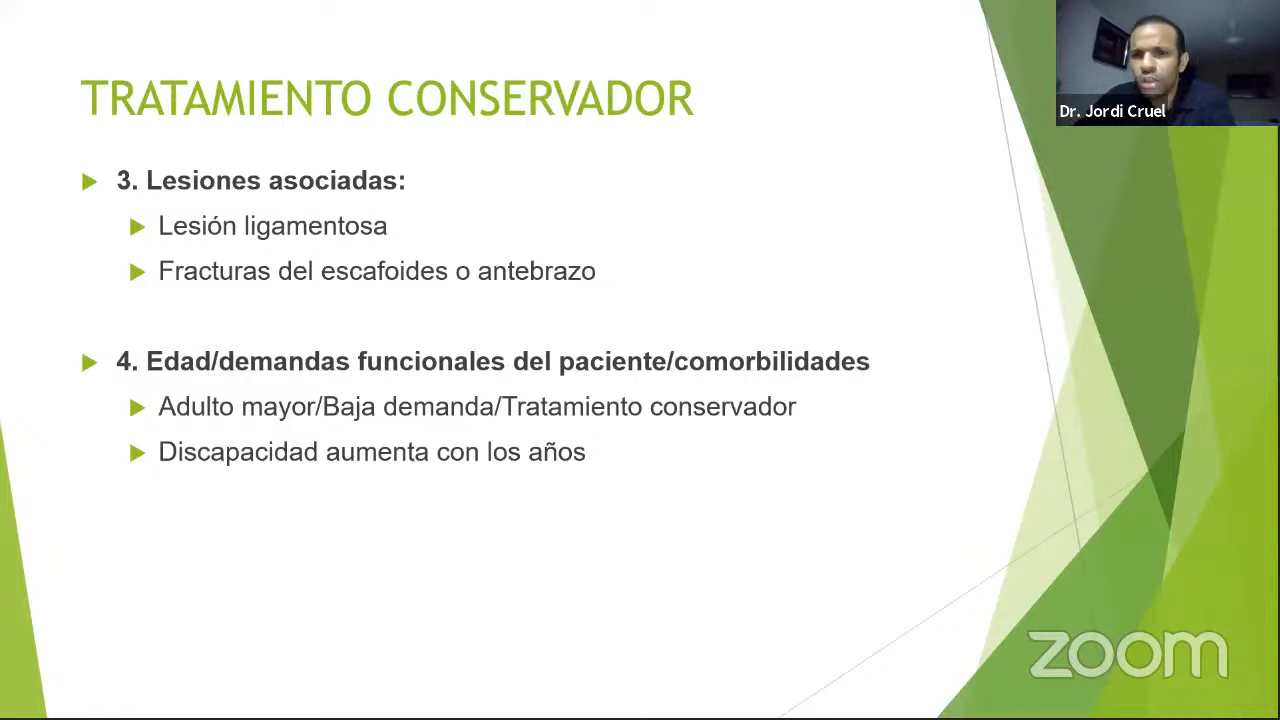 TRATAMIENTO CONSERVADOR
Dr. Jordi Cruel
3. Lesiones asociadas:
Lesión ligamentosa
Fracturas del escafoides o antebrazo
4. Edad/demandas funcionales del paciente/comorbilidades
Adulto mayor/Baja demanda/Tratamiento conservador
Discapacidad aumenta con los años
zoom